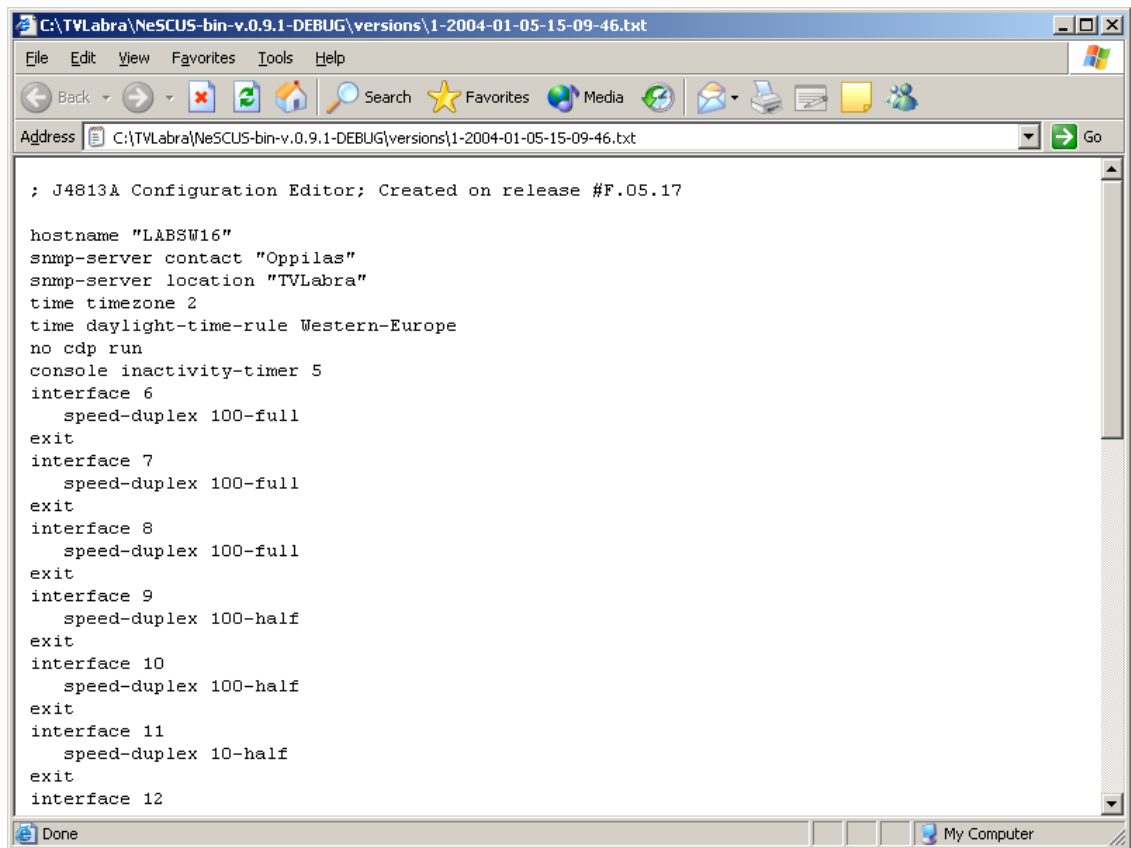 C:\TVLabra\NeSCUS-bin-v.0.9.1-DEBUG\versions\1-2004-01-05-15-09-46.txt
File Edit View Favorites Tools Help
Back Search Favorites Media
Address C:\TVLabra\NeSCUS-bin-v.0.9.1-DEBUG\versions\1-2004-01-05-15-09-46.txt Go
; J4813A Configuration Editor; Created on release #F.05.17
hostname "LABSW16"
snmp-server contact "Oppilas"
snmp-server location "TVLabra"
time timezone 2
time daylight-time-rule Western-Europe
no cdp run
console inactivity-timer 5
interface 6
speed-duplex 100-full
exit
interface 7
speed-duplex 100-full
exit
interface 8
speed-duplex 100-full
exit
interface 9
speed-duplex 100-half
exit
interface 10
speed-duplex 100-half
exit
interface 11
speed-duplex 10-half
exit
interface 12
Done My Computer